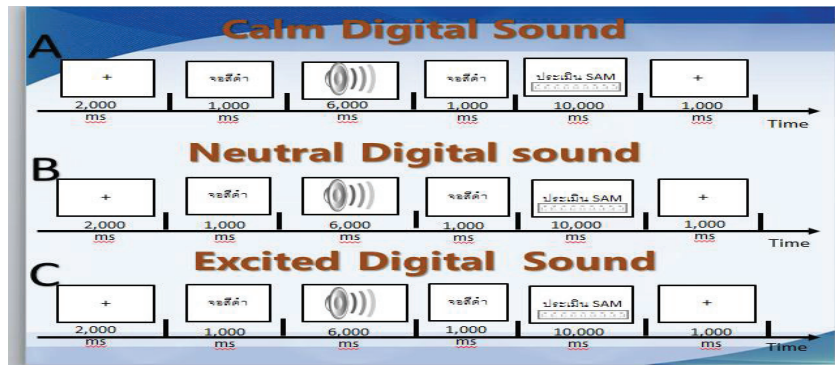 Calm Digital Sound
A
+ จอสีดำ จอสีดำ ประเมิน SAM +
2,000 1,000 6,000 1,000 10,000 1,000
ms ms ms ms ms ms
Time
Neutral Digital sound
B
+ จอสีดำ จอสีดำ ประเมิน SAM +
2,000 1,000 6,000 1,000 10,000 1,000
ms ms ms ms ms ms
Time
Excited Digital Sound
C
+ จอสีดำ จอสีดำ ประเมิน SAM +
2,000 1,000 6,000 1,000 10,000 1,000
ms ms ms ms ms ms
Time